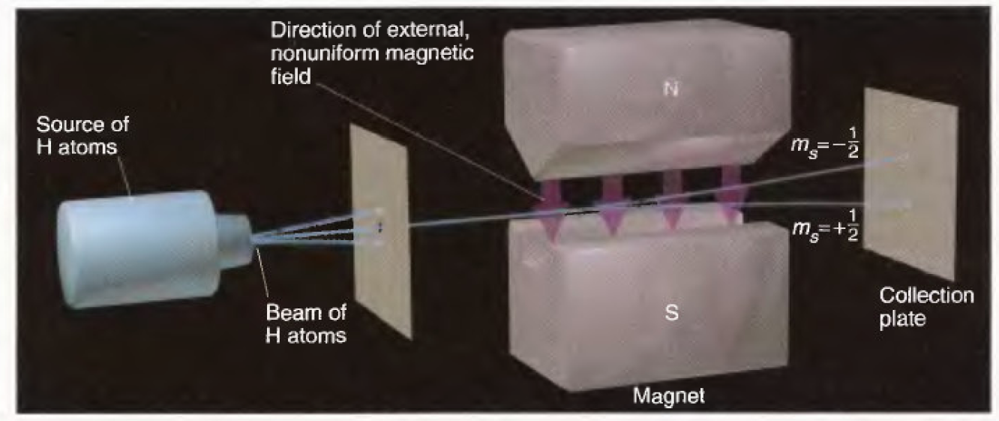 Direction of external,
nonuniform magnetic
field
Source of
H atoms
N
m_s=-1/2
m_s=+1/2
Beam of
H atoms
S
Collection
plate
Magnet